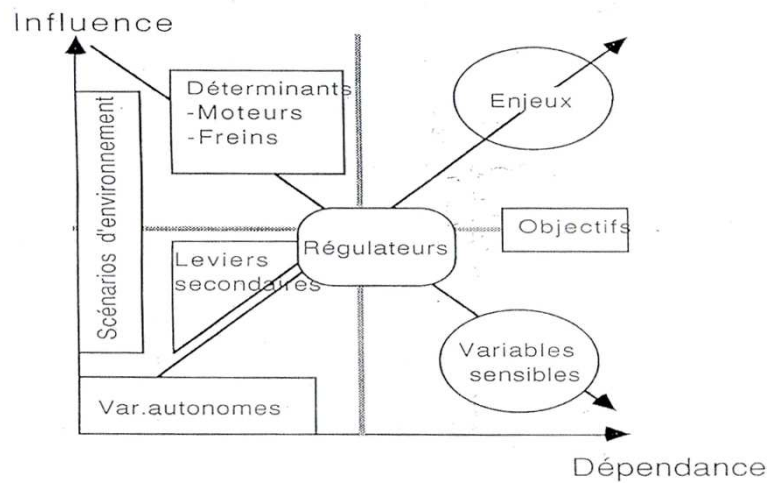 Influence
Déterminants
-Moteurs
-Freins
Enjeux
Scénarios d'environnement
Objectifs
Régulateurs
Leviers
secondaires
Variables
sensibles
Var.autonomes
Dépendance